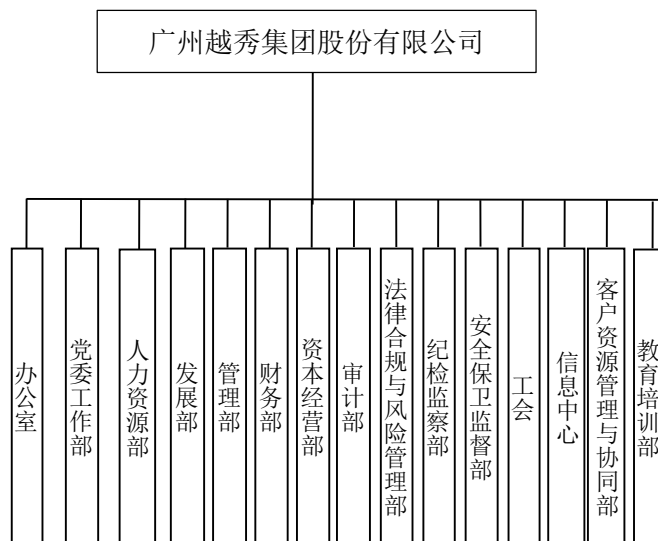 广州越秀集团股份有限公司
办公室
党委工作部
人力资源部
发展部
管理部
财务部
资本经营部
审计部
法律合规与风险管理部
纪检监察部
安全保卫监督部
工会
信息中心
客户资源管理与协同部
教育培训部